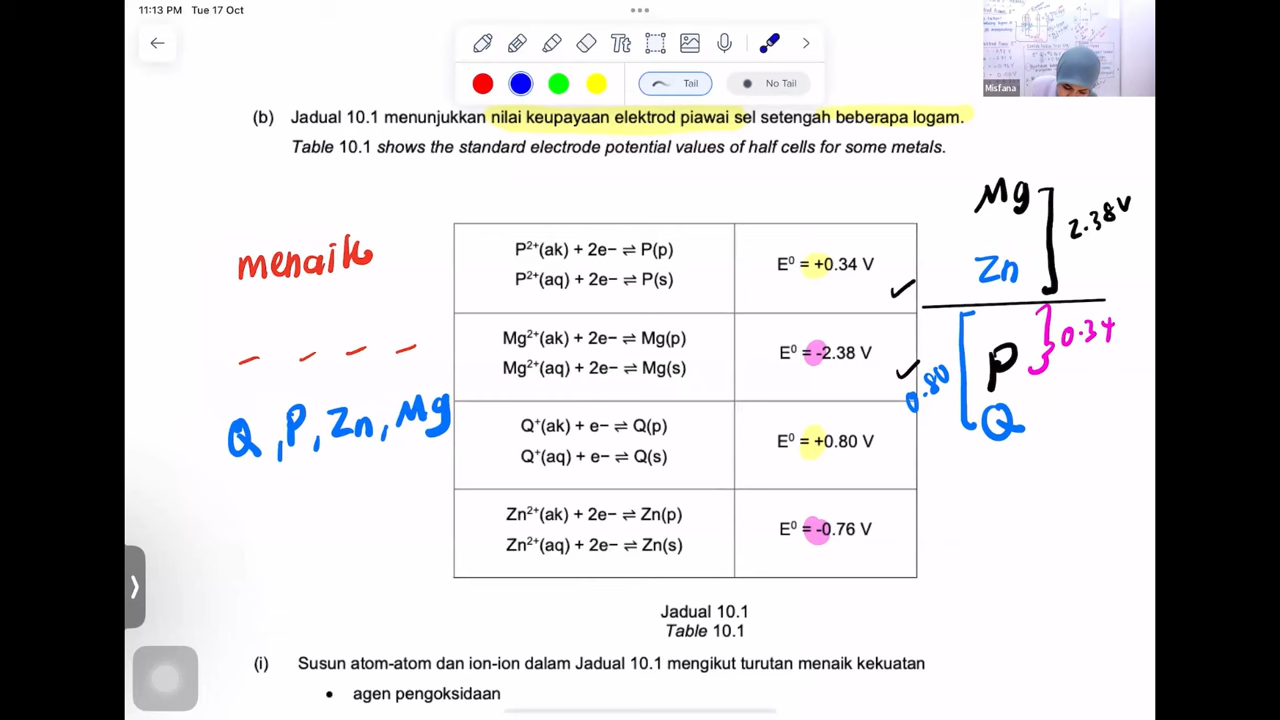 11:13 PM Tue 17 Oct
Tt
Tail
No Tail
Misfana
(b) Jadual 10.1 menunjukkan nilai keupayaan elektrod piawai sel setengah beberapa logam.
Table 10.1 shows the standard electrode potential values of half cells for some metals.
menaik
Q, P, Zn, Mg
P²⁺(ak) + 2e− ⇌ P(p)
P²⁺(aq) + 2e− ⇌ P(s)
E⁰ = +0.34 V
Mg²⁺(ak) + 2e− ⇌ Mg(p)
Mg²⁺(aq) + 2e− ⇌ Mg(s)
E⁰ = -2.38 V
Q⁺(ak) + e− ⇌ Q(p)
Q⁺(aq) + e− ⇌ Q(s)
E⁰ = +0.80 V
Zn²⁺(ak) + 2e− ⇌ Zn(p)
Zn²⁺(aq) + 2e− ⇌ Zn(s)
E⁰ = -0.76 V
Mg
2.38V
Zn
P
0.34
0.80
Q
Jadual 10.1
Table 10.1
(i) Susun atom-atom dan ion-ion dalam Jadual 10.1 mengikut turutan menaik kekuatan
• agen pengoksidaan